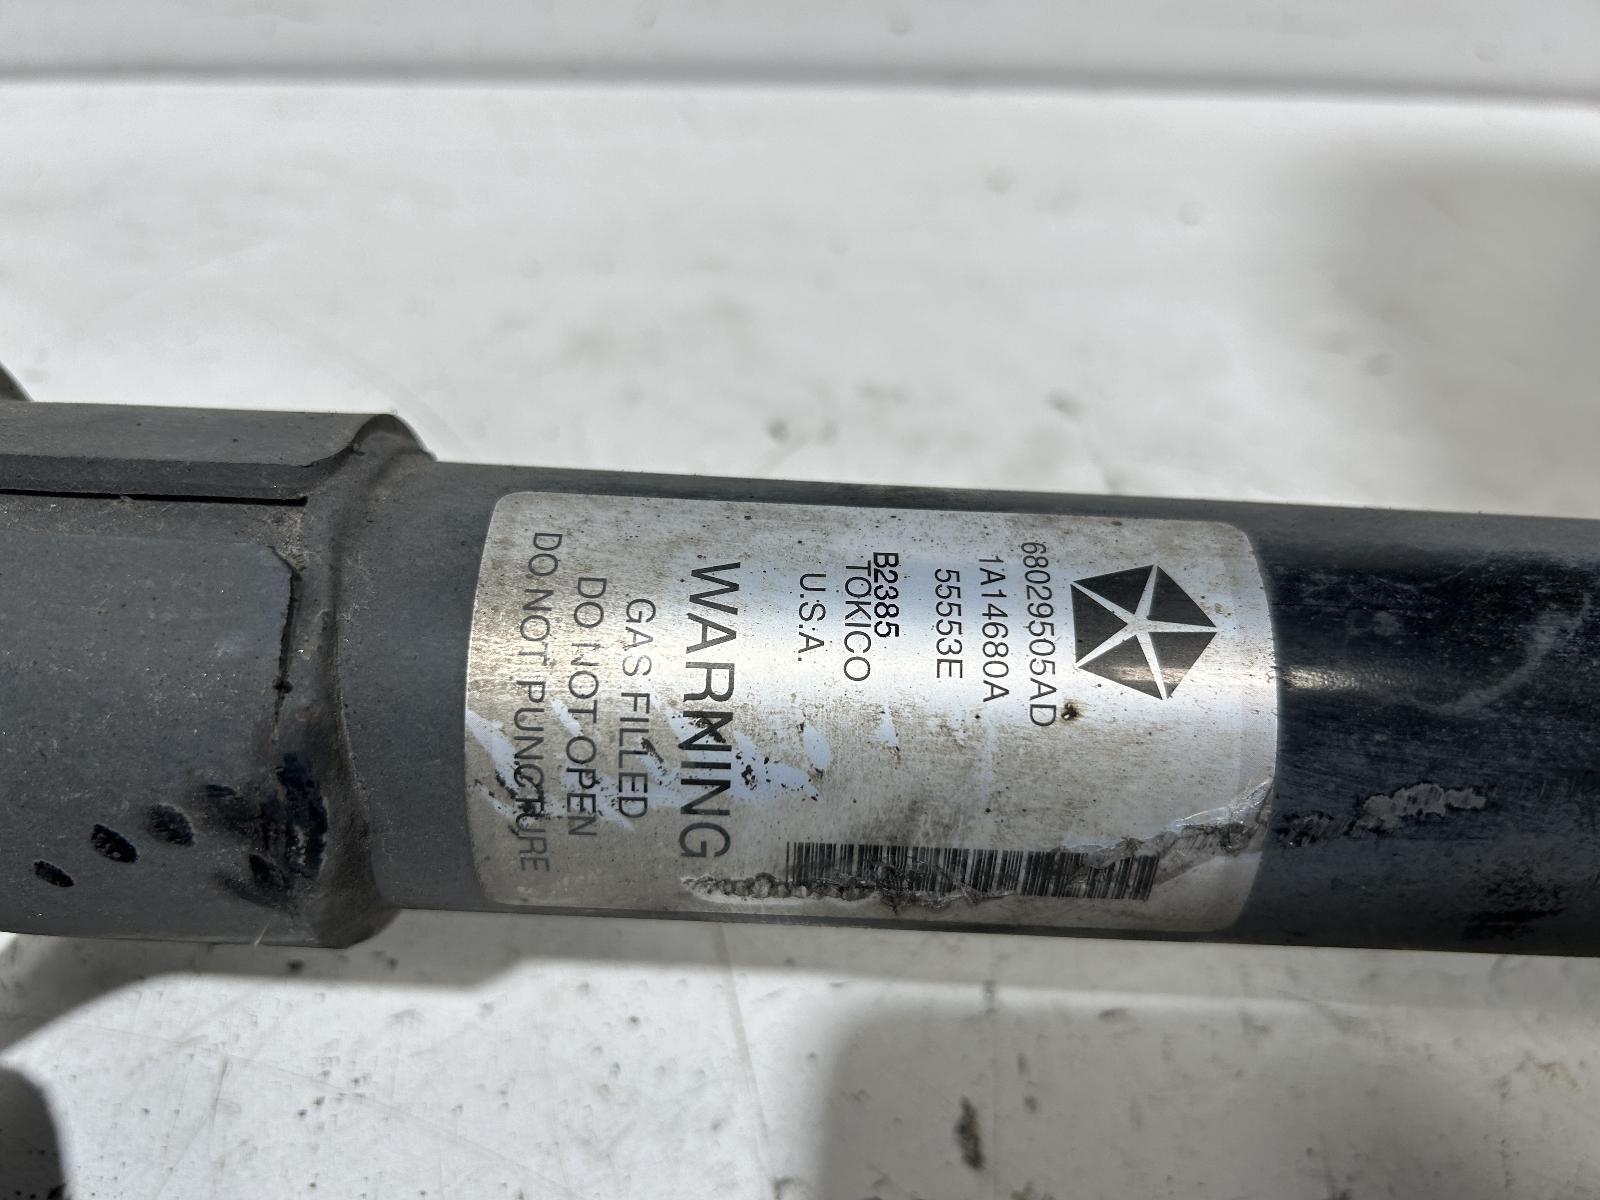 68029505AD
1A14680A
55553E
B2385
TOKICO
U.S.A.
WARNING
GAS FILLED
DO NOT OPEN
DO NOT PUNCTURE